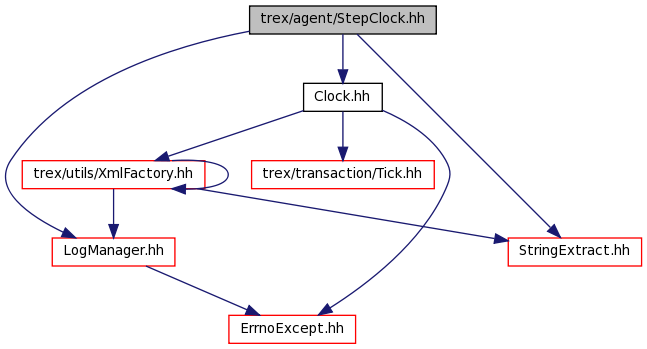 trex/agent/StepClock.hh
Clock.hh
trex/utils/XmlFactory.hh
trex/transaction/Tick.hh
LogManager.hh
StringExtract.hh
ErrnoExcept.hh